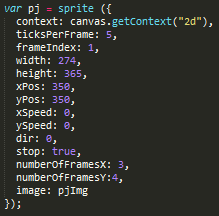 var pj = sprite ({
context: canvas.getContext("2d"),
ticksPerFrame: 5,
frameIndex: 1,
width: 274,
height: 365,
xPos: 350,
yPos: 350,
xSpeed: 0,
ySpeed: 0,
dir: 0,
stop: true,
numberOfFramesX: 3,
numberOfFramesY:4,
image: pjImg
});